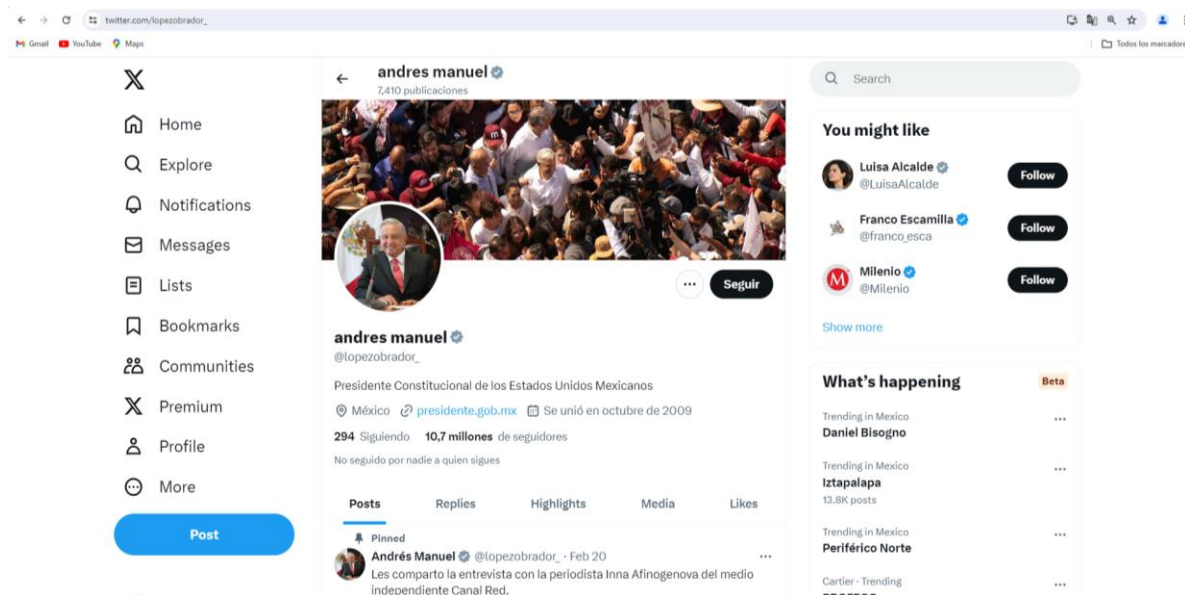 twitter.com/lopezobrador_
Gmail YouTube Maps
Todos los marcadores
Home
Explore
Notifications
Messages
Lists
Bookmarks
Communities
Premium
Profile
More
Post
andres manuel
7,410 publicaciones
Seguir
andres manuel
@lopezobrador_
Presidente Constitucional de los Estados Unidos Mexicanos
México presidente.gob.mx Se unió en octubre de 2009
294 Siguiendo 10,7 millones de seguidores
No seguido por nadie a quien sigues
Posts Replies Highlights Media Likes
Pinned
Andrés Manuel @lopezobrador_ · Feb 20
Les comparto la entrevista con la periodista Inna Afinogenova del medio
independiente Canal Red.
Search
You might like
Luisa Alcalde
@LuisaAlcalde
Follow
Franco Escamilla
@franco_esca
Follow
Milenio
@Milenio
Follow
Show more
What's happening
Beta
Trending in Mexico
Daniel Bisogno
Trending in Mexico
Iztapalapa
13.8K posts
Trending in Mexico
Periférico Norte
Cartier · Trending